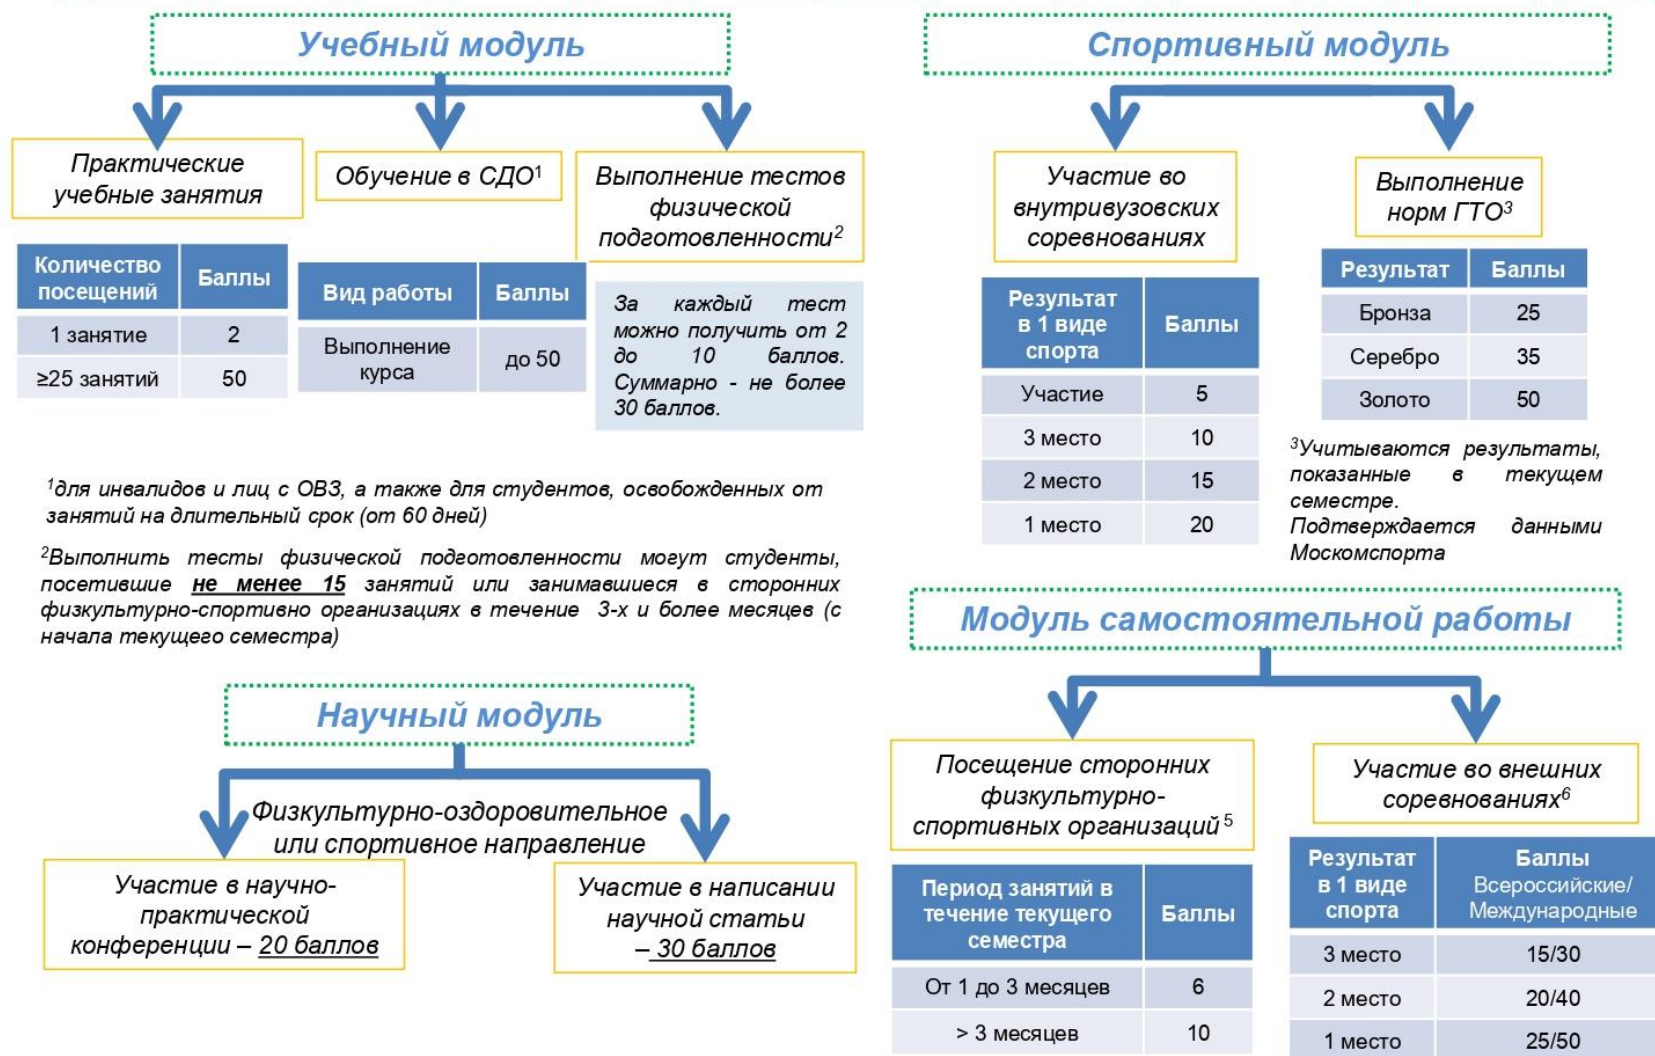 Учебный модуль
Практические
учебные занятия
Обучение в СДО¹
Выполнение тестов
физической
подготовленности²
Количество
посещений
Баллы
1 занятие
2
≥25 занятий
50
Вид работы
Баллы
Выполнение
курса
до 50
За каждый тест
можно получить от 2
до 10 баллов.
Суммарно - не более
30 баллов.
¹для инвалидов и лиц с ОВЗ, а также для студентов, освобожденных от
занятий на длительный срок (от 60 дней)
²Выполнить тесты физической подготовленности могут студенты,
посетившие не менее 15 занятий или занимавшиеся в сторонних
физкультурно-спортивно организациях в течение 3-х и более месяцев (с
начала текущего семестра)
Спортивный модуль
Участие во
внутривузовских
соревнованиях
Выполнение
норм ГТО³
Результат
в 1 виде
спорта
Баллы
Участие
5
3 место
10
2 место
15
1 место
20
Результат
Баллы
Бронза
25
Серебро
35
Золото
50
³Учитываются результаты,
показанные в текущем
семестре.
Подтверждается данными
Москомспорта
Научный модуль
Физкультурно-оздоровительное
или спортивное направление
Участие в научно-
практической
конференции – 20 баллов
Участие в написании
научной статьи
– 30 баллов
Модуль самостоятельной работы
Посещение сторонних
физкультурно-
спортивных организаций ⁵
Участие во внешних
соревнованиях⁶
Период занятий в
течение текущего
семестра
Баллы
От 1 до 3 месяцев
6
> 3 месяцев
10
Результат
в 1 виде
спорта
Баллы
Всероссийские/
Международные
3 место
15/30
2 место
20/40
1 место
25/50